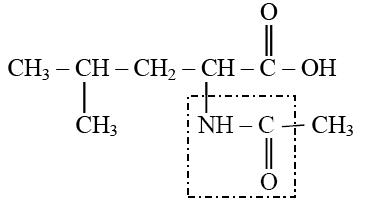 O
CH₃ – CH – CH₂ – CH – C – OH
CH₃ NH – C – CH₃
O